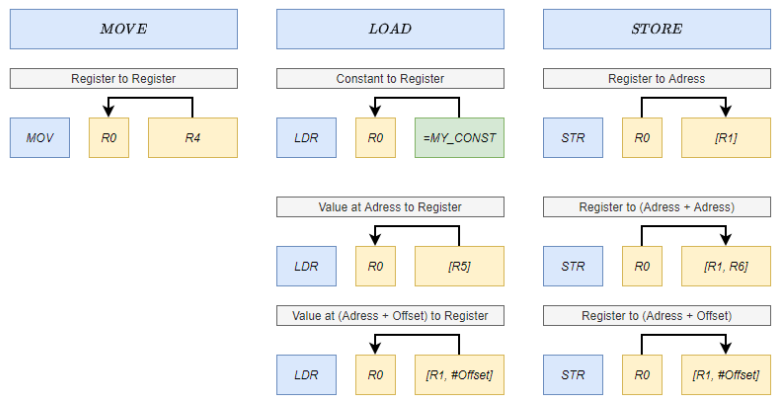 MOVE
LOAD
STORE
Register to Register
Constant to Register
Register to Adress
MOV R0 R4
LDR R0 =MY_CONST
STR R0 [R1]
Value at Adress to Register
Register to (Adress + Adress)
LDR R0 [R5]
STR R0 [R1, R6]
Value at (Adress + Offset) to Register
Register to (Adress + Offset)
LDR R0 [R1, #Offset]
STR R0 [R1, #Offset]